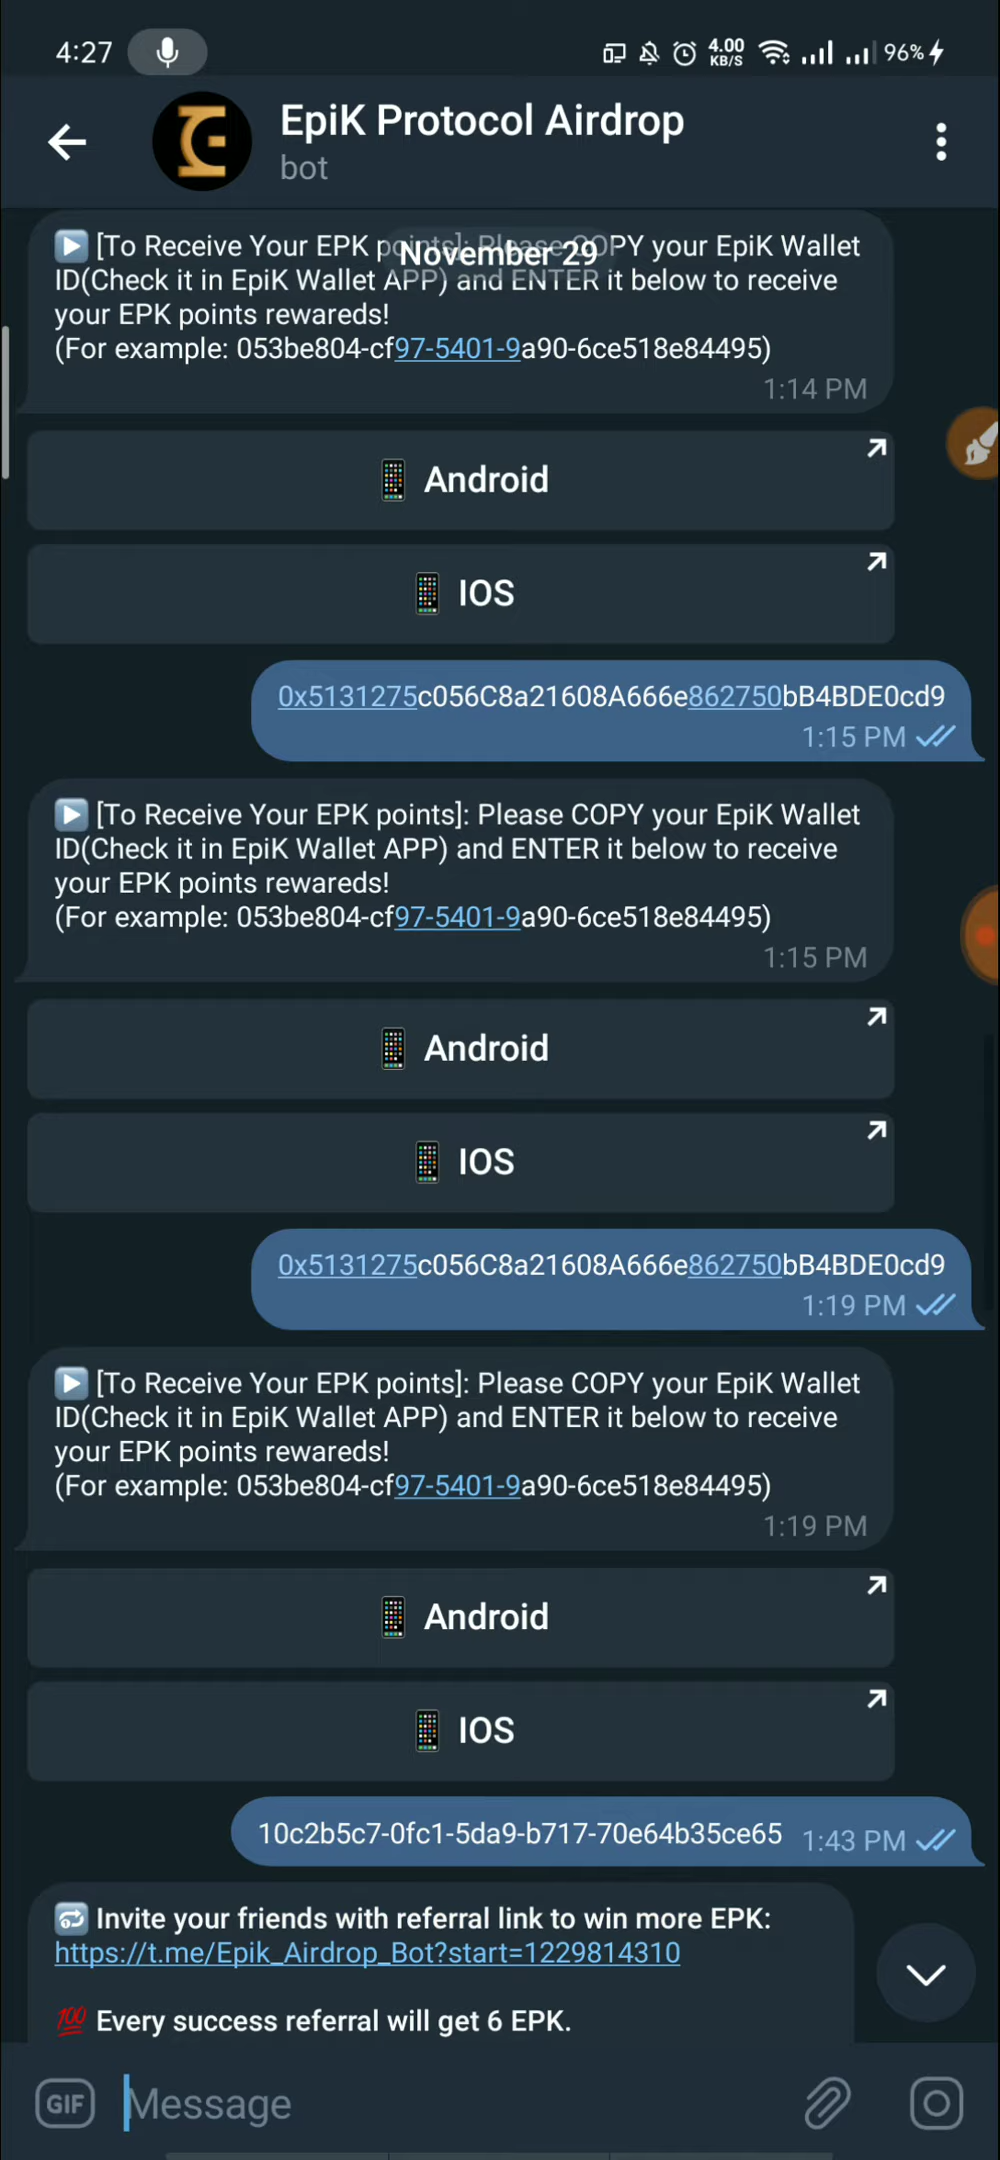 4:27
4.00 KB/S
96%
EpiK Protocol Airdrop
bot
November 29
[To Receive Your EPK points]: Please COPY your EpiK Wallet
ID(Check it in EpiK Wallet APP) and ENTER it below to receive
your EPK points rewareds!
(For example: 053be804-cf97-5401-9a90-6ce518e84495)
1:14 PM
Android
IOS
0x5131275c056C8a21608A666e862750bB4BDE0cd9
1:15 PM
[To Receive Your EPK points]: Please COPY your EpiK Wallet
ID(Check it in EpiK Wallet APP) and ENTER it below to receive
your EPK points rewareds!
(For example: 053be804-cf97-5401-9a90-6ce518e84495)
1:15 PM
Android
IOS
0x5131275c056C8a21608A666e862750bB4BDE0cd9
1:19 PM
[To Receive Your EPK points]: Please COPY your EpiK Wallet
ID(Check it in EpiK Wallet APP) and ENTER it below to receive
your EPK points rewareds!
(For example: 053be804-cf97-5401-9a90-6ce518e84495)
1:19 PM
Android
IOS
10c2b5c7-0fc1-5da9-b717-70e64b35ce65 1:43 PM
Invite your friends with referral link to win more EPK:
https://t.me/Epik_Airdrop_Bot?start=1229814310
💯 Every success referral will get 6 EPK.
GIF Message